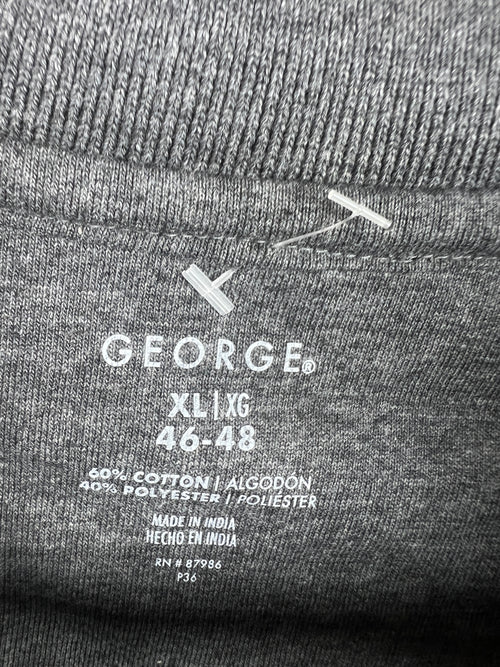 GEORGE®
XL | XG
46-48
60% COTTON | ALGODÓN
40% POLYESTER | POLIÉSTER
MADE IN INDIA
HECHO EN INDIA
RN # 87986
P36